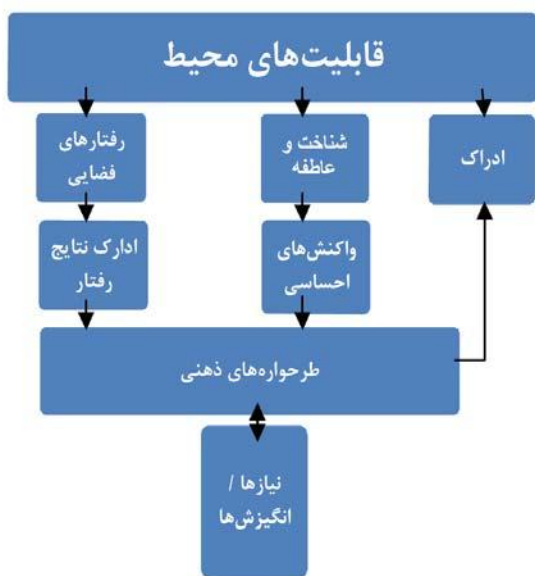 قابلیت‌های محیط
ادراک
شناخت و
عاطفه
رفتارهای
فضایی
واکنش‌های
احساسی
ادارک نتایج
رفتار
طرحواره‌های ذهنی
نیازها /
انگیزش‌ها